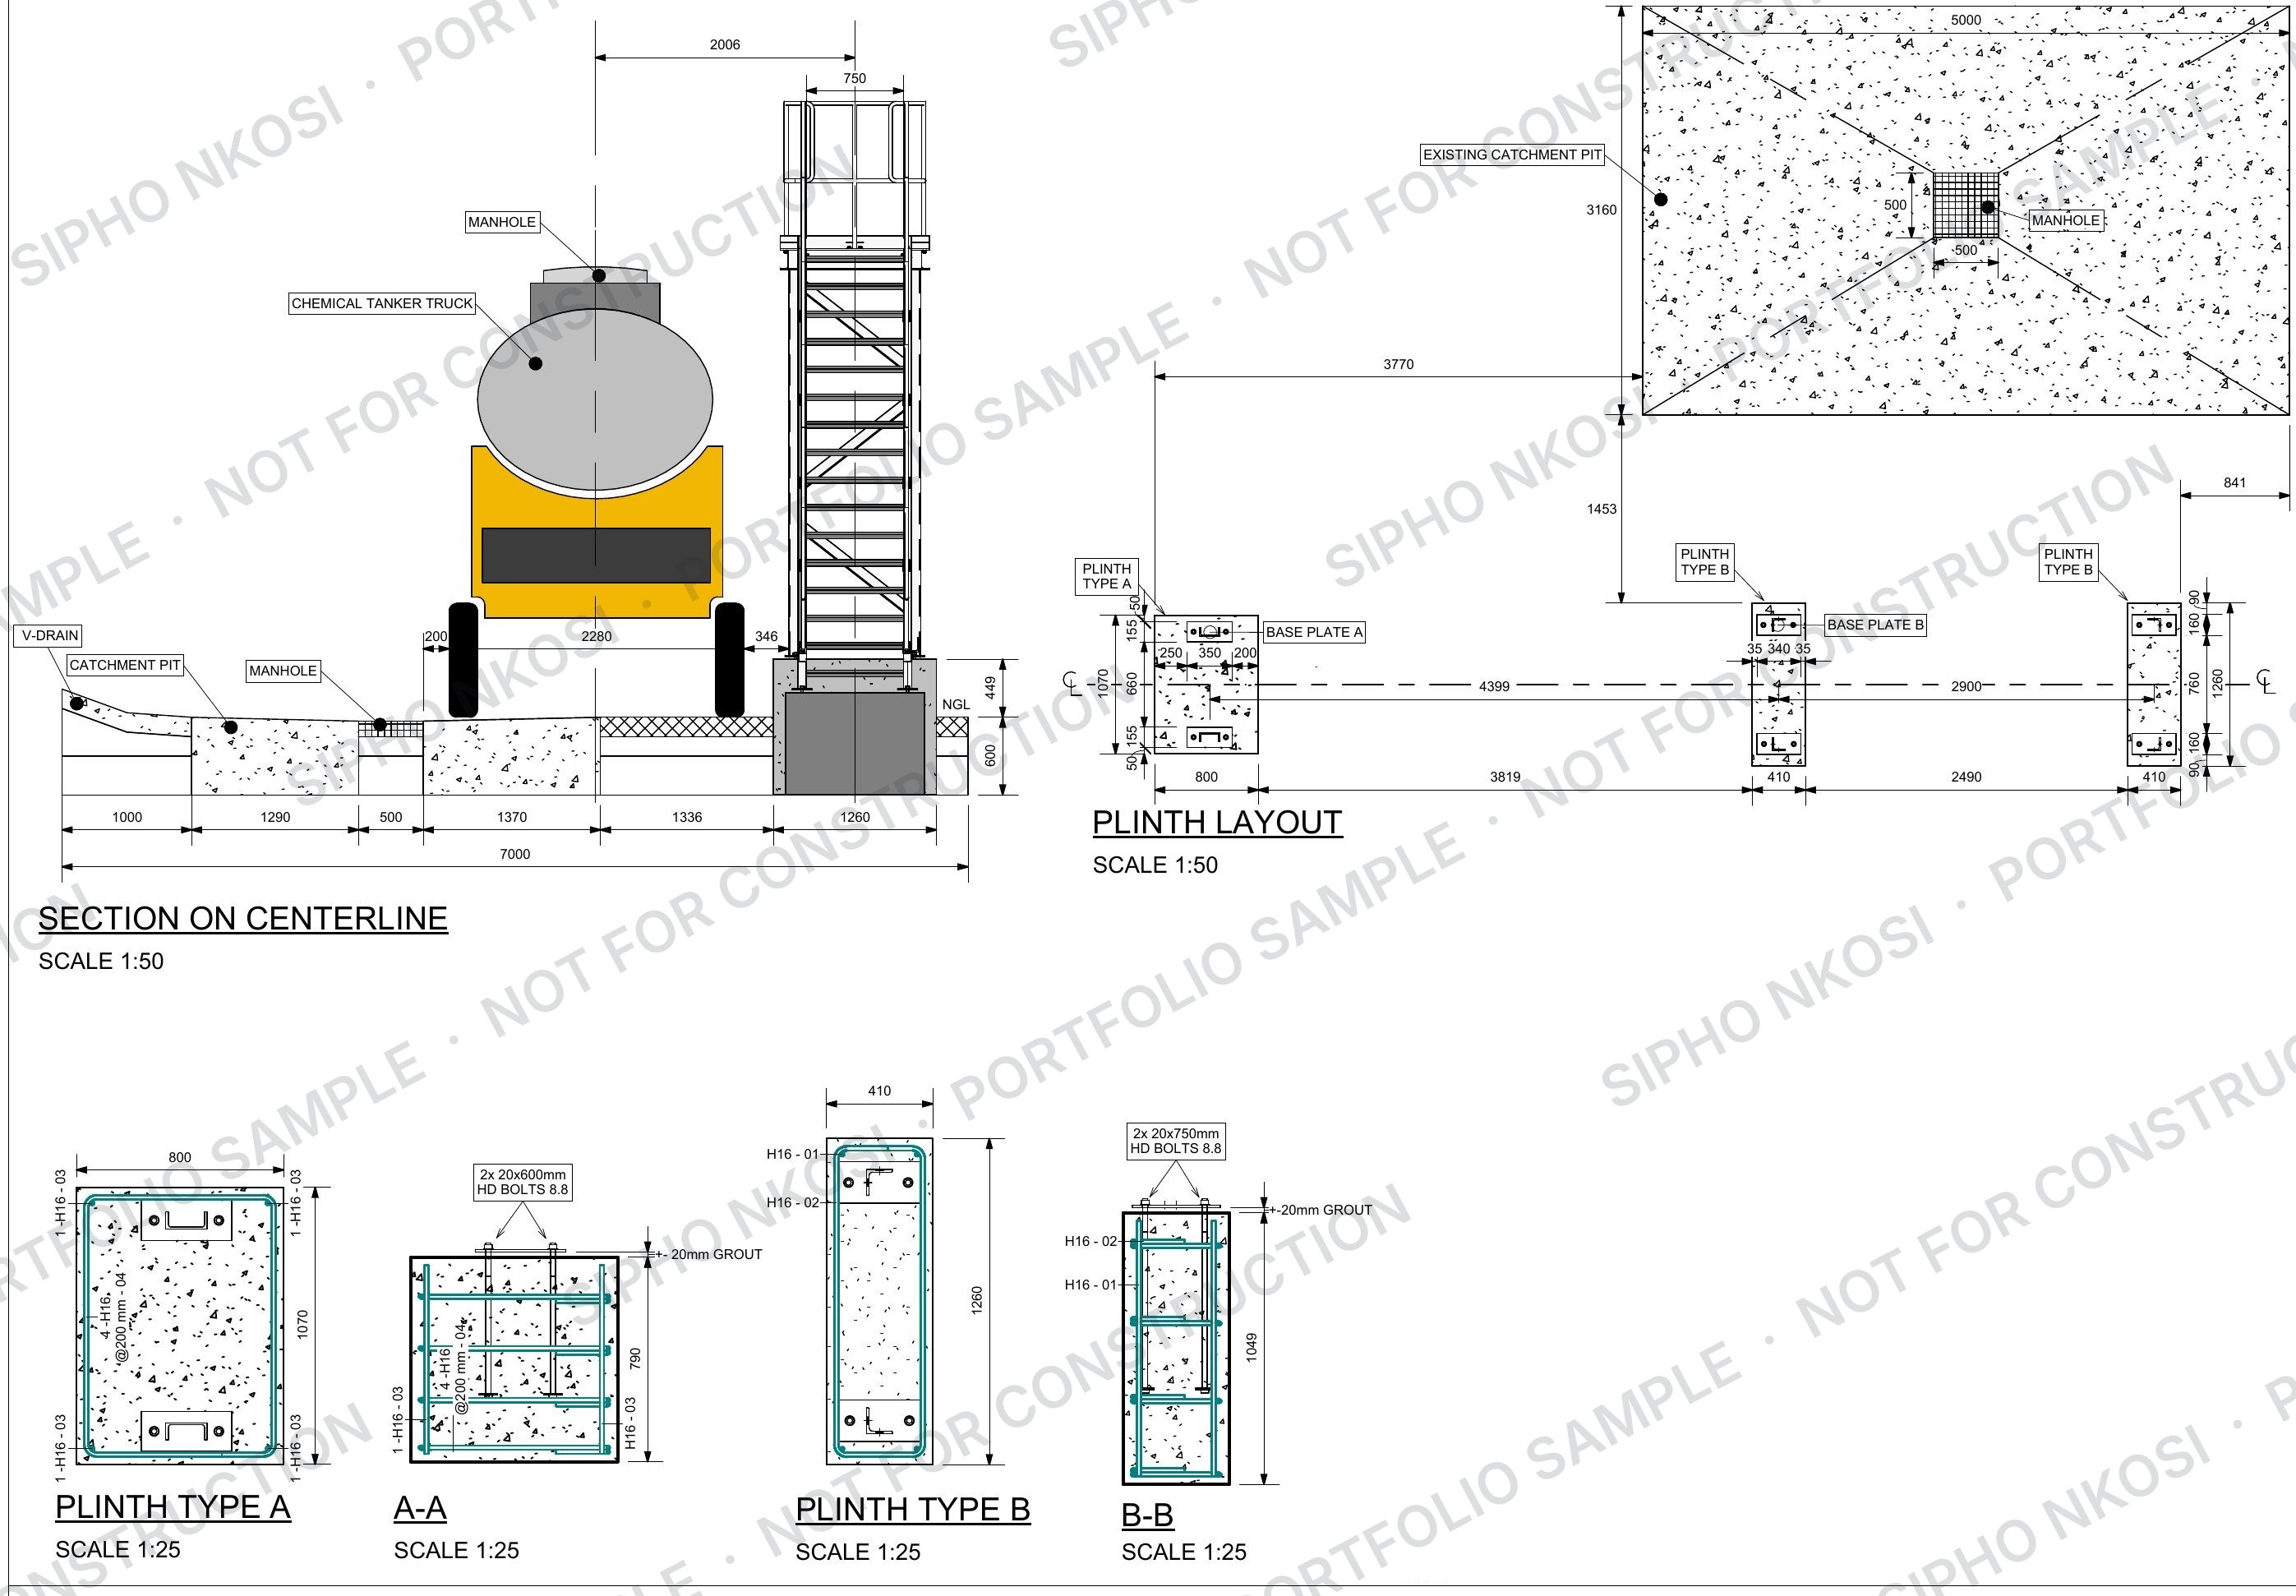 2006
750
MANHOLE
CHEMICAL TANKER TRUCK
V-DRAIN
CATCHMENT PIT
MANHOLE
200
2280
346
449
NGL
600
1000
1290
500
1370
1336
1260
7000
SECTION ON CENTERLINE
SCALE 1:50
5000
EXISTING CATCHMENT PIT
3160
500
MANHOLE
500
3770
1453
841
PLINTH
TYPE A
PLINTH
TYPE B
PLINTH
TYPE B
50
155
BASE PLATE A
250
350
200
1070
660
155
50
BASE PLATE B
35
340
35
90
160
760
1260
160
90
4399
2900
800
3819
410
2490
410
PLINTH LAYOUT
SCALE 1:50
800
1 -H16 - 03
1 -H16 - 03
4 -H16
@200 mm - 04
1070
1 -H16 - 03
1 -H16 - 03
PLINTH TYPE A
SCALE 1:25
2x 20x600mm
HD BOLTS 8.8
+- 20mm GROUT
4 -H16
@200 mm - 04
790
1 -H16 - 03
H16 - 03
A-A
SCALE 1:25
410
H16 - 01
H16 - 02
1260
PLINTH TYPE B
SCALE 1:25
2x 20x750mm
HD BOLTS 8.8
+-20mm GROUT
H16 - 02
H16 - 01
1049
B-B
SCALE 1:25
SIPHO NKOSI · PORTFOLIO SAMPLE · NOT FOR CONSTRUCTION